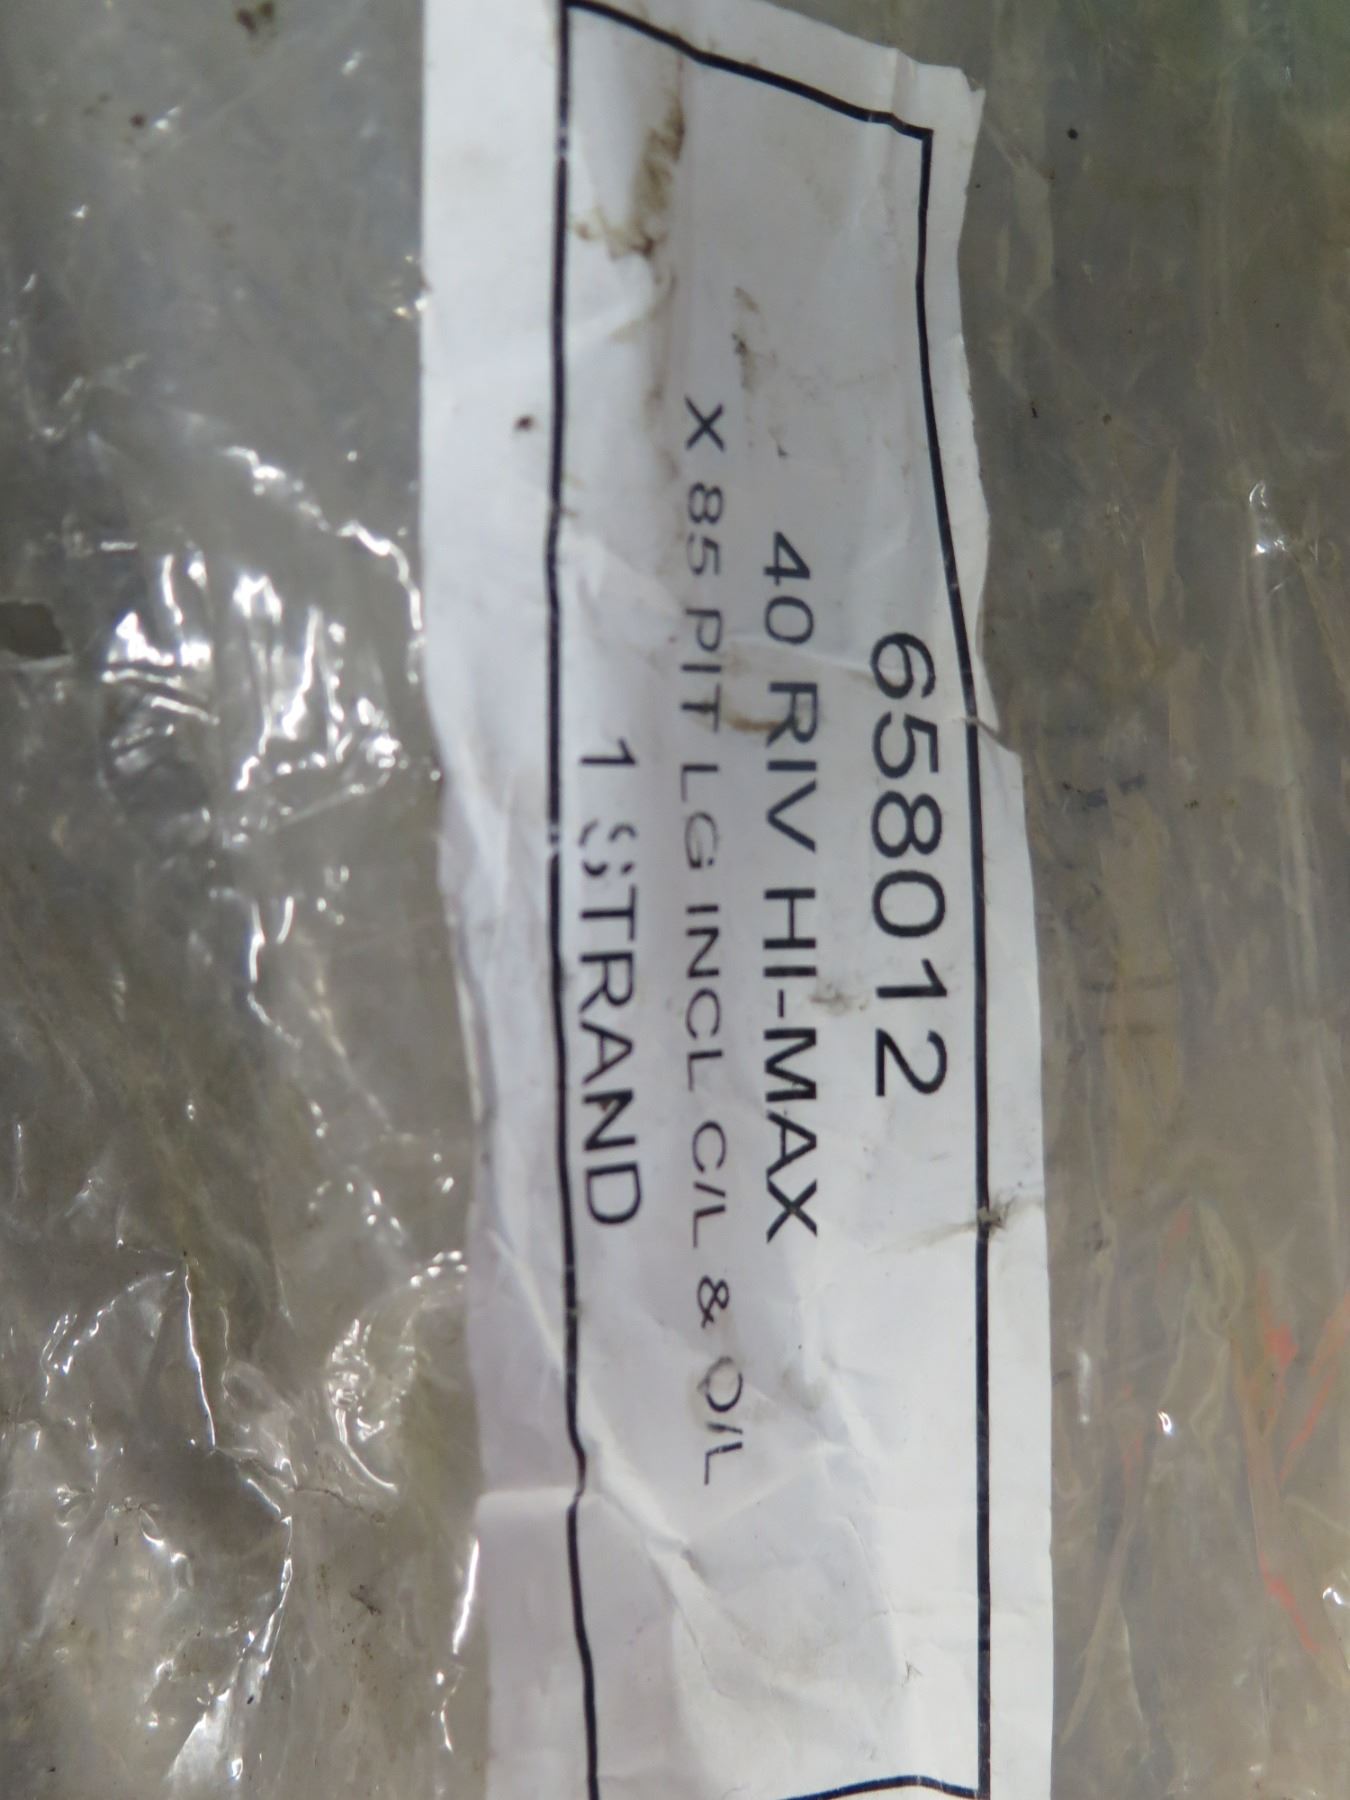 658012
40 RIV HI-MAX
X 85 PIT LG INCL C/L & O/L
1 STRAND